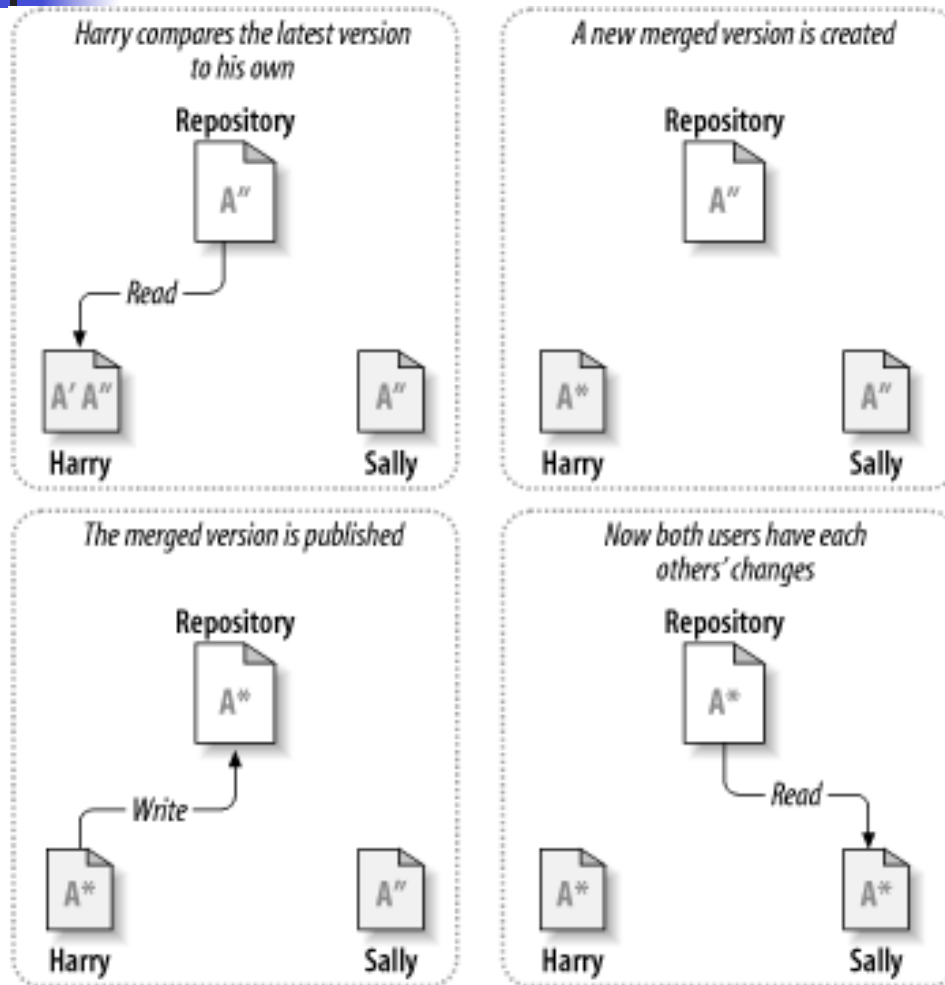 Harry compares the latest version
to his own
Repository
A″
Read
A′ A″
A″
Harry
Sally
A new merged version is created
Repository
A″
A*
A″
Harry
Sally
The merged version is published
Repository
A*
Write
A*
A″
Harry
Sally
Now both users have each
others’ changes
Repository
A*
Read
A*
A*
Harry
Sally